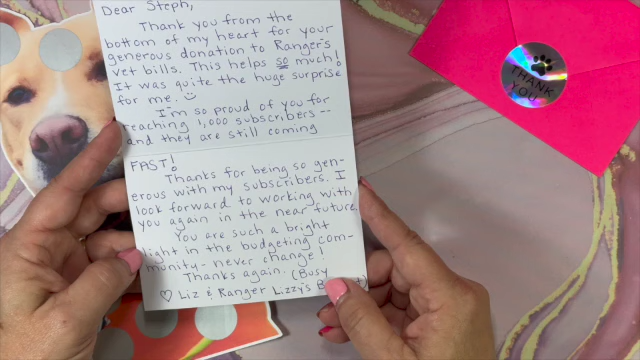 Dear Steph,
Thank you from the
bottom of my heart for your
generous donation to Ranger's
vet bills. This helps so much!
It was quite the huge surprise
for me. ☺
I'm so proud of you for
reaching 1,000 subscribers --
and they are still coming
FAST!
Thanks for being so gen-
erous with my subscribers. I
look forward to working with
you again in the near future
You are such a bright
light in the budgeting com-
munity - never change!
Thanks again. (Busy
♡ Liz & Ranger Lizzy's
THANK
YOU